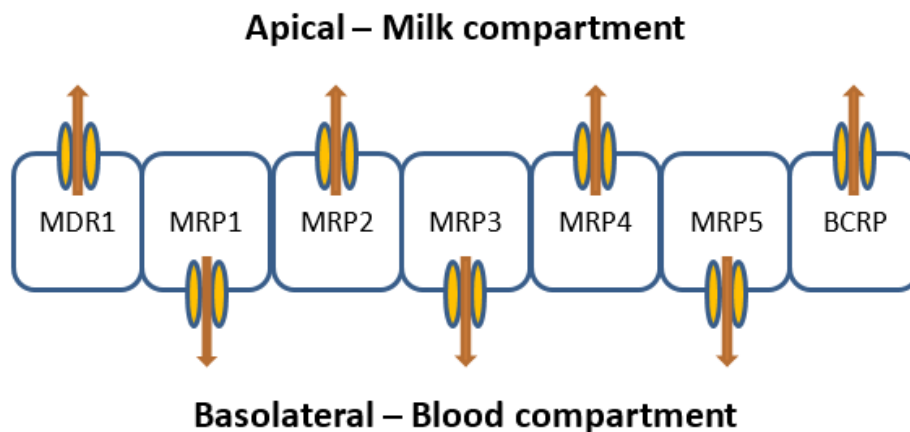 Apical – Milk compartment
MDR1 MRP1 MRP2 MRP3 MRP4 MRP5 BCRP
Basolateral – Blood compartment